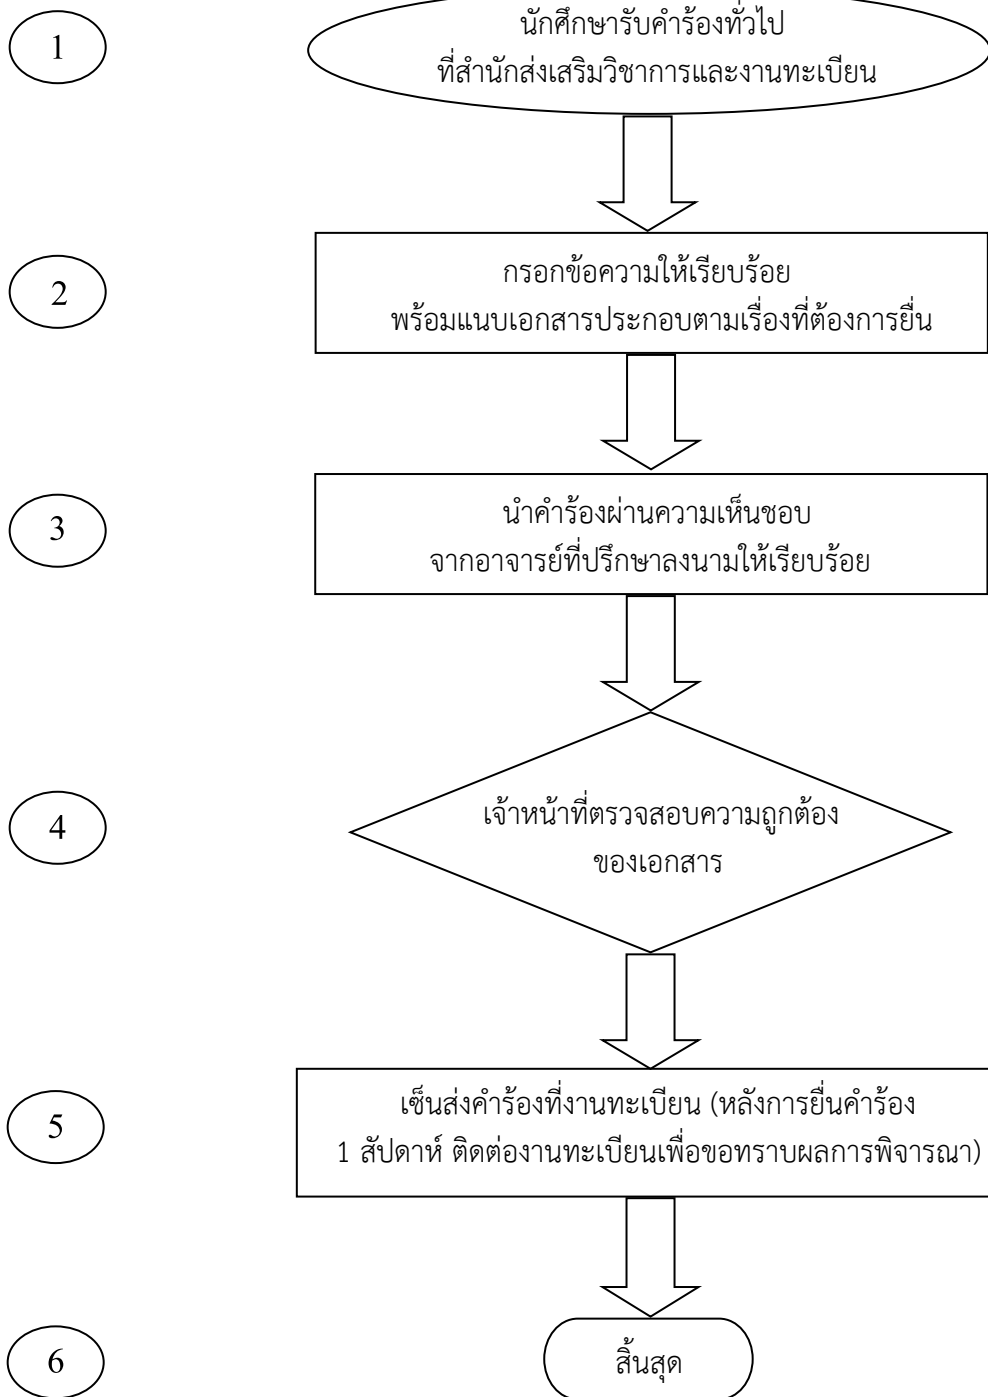 1
นักศึกษารับคำร้องทั่วไป
ที่สำนักส่งเสริมวิชาการและงานทะเบียน
2
กรอกข้อความให้เรียบร้อย
พร้อมแนบเอกสารประกอบตามเรื่องที่ต้องการยื่น
3
นำคำร้องผ่านความเห็นชอบ
จากอาจารย์ที่ปรึกษาลงนามให้เรียบร้อย
4
เจ้าหน้าที่ตรวจสอบความถูกต้อง
ของเอกสาร
5
เซ็นส่งคำร้องที่งานทะเบียน (หลังการยื่นคำร้อง
1 สัปดาห์ ติดต่องานทะเบียนเพื่อขอทราบผลการพิจารณา)
6
สิ้นสุด